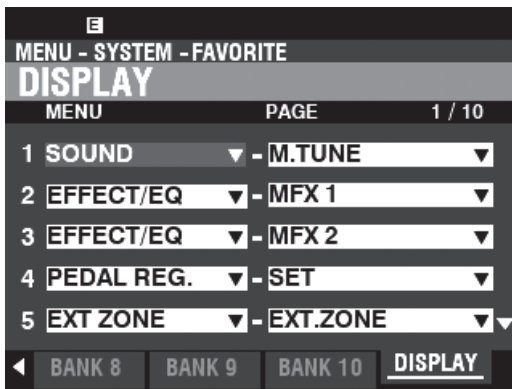 E
MENU - SYSTEM - FAVORITE
DISPLAY
MENU PAGE 1 / 10
1 SOUND ▼ - M.TUNE ▼
2 EFFECT/EQ ▼ - MFX 1 ▼
3 EFFECT/EQ ▼ - MFX 2 ▼
4 PEDAL REG. ▼ - SET ▼
5 EXT ZONE ▼ - EXT.ZONE ▼
BANK 8 BANK 9 BANK 10 DISPLAY